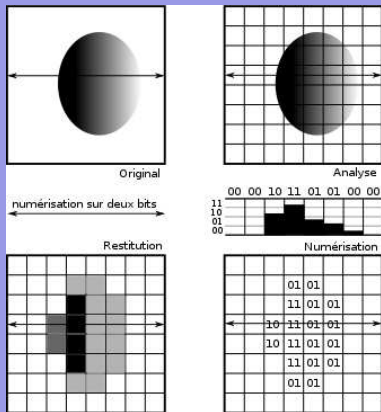 Original
Analyse
numérisation sur deux bits
00 00 10 11 01 01 00 00
11
10
01
00
Restitution
Numérisation
01 01
11 01 01
10 11 01 01
10 11 01 01
11 01 01
01 01